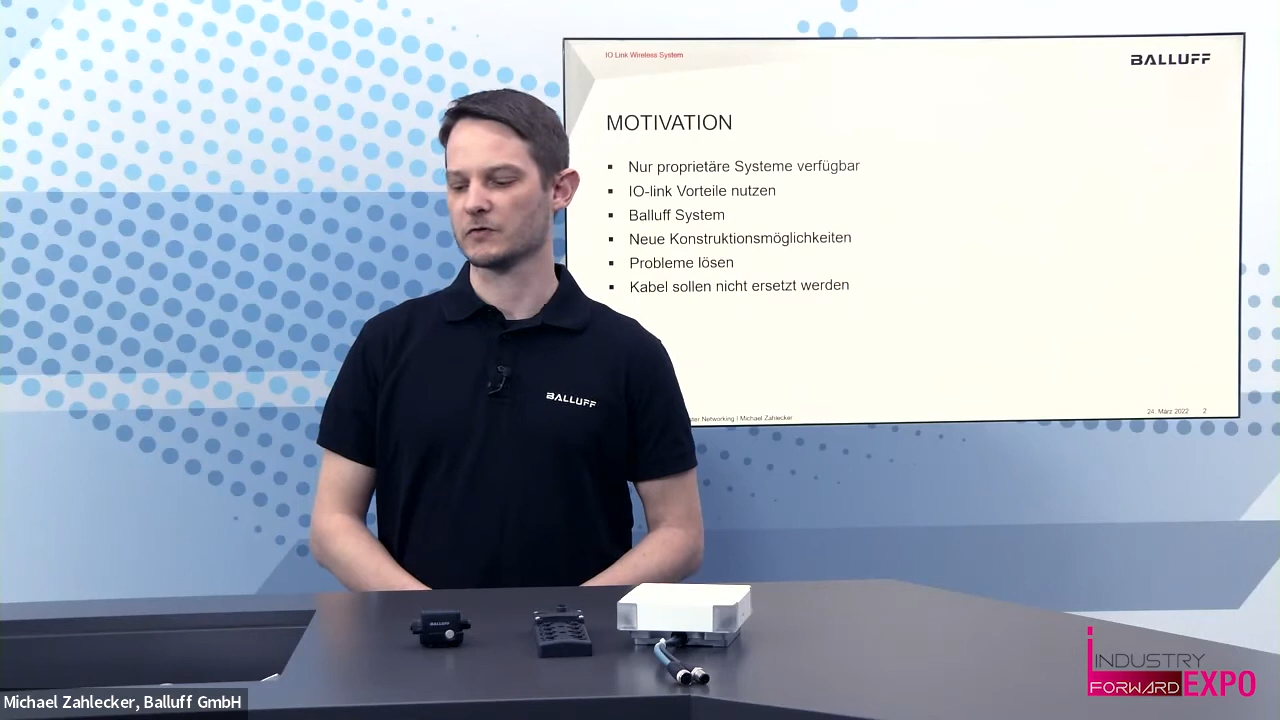 IO Link Wireless System
BALLUFF
MOTIVATION
▪ Nur proprietäre Systeme verfügbar
▪ IO-link Vorteile nutzen
▪ Balluff System
▪ Neue Konstruktionsmöglichkeiten
▪ Probleme lösen
▪ Kabel sollen nicht ersetzt werden
Networking I Michael Zahlecker
24. März 2022 2
BALLUFF
BALLUFF
INDUSTRY
FORWARD EXPO
Michael Zahlecker, Balluff GmbH